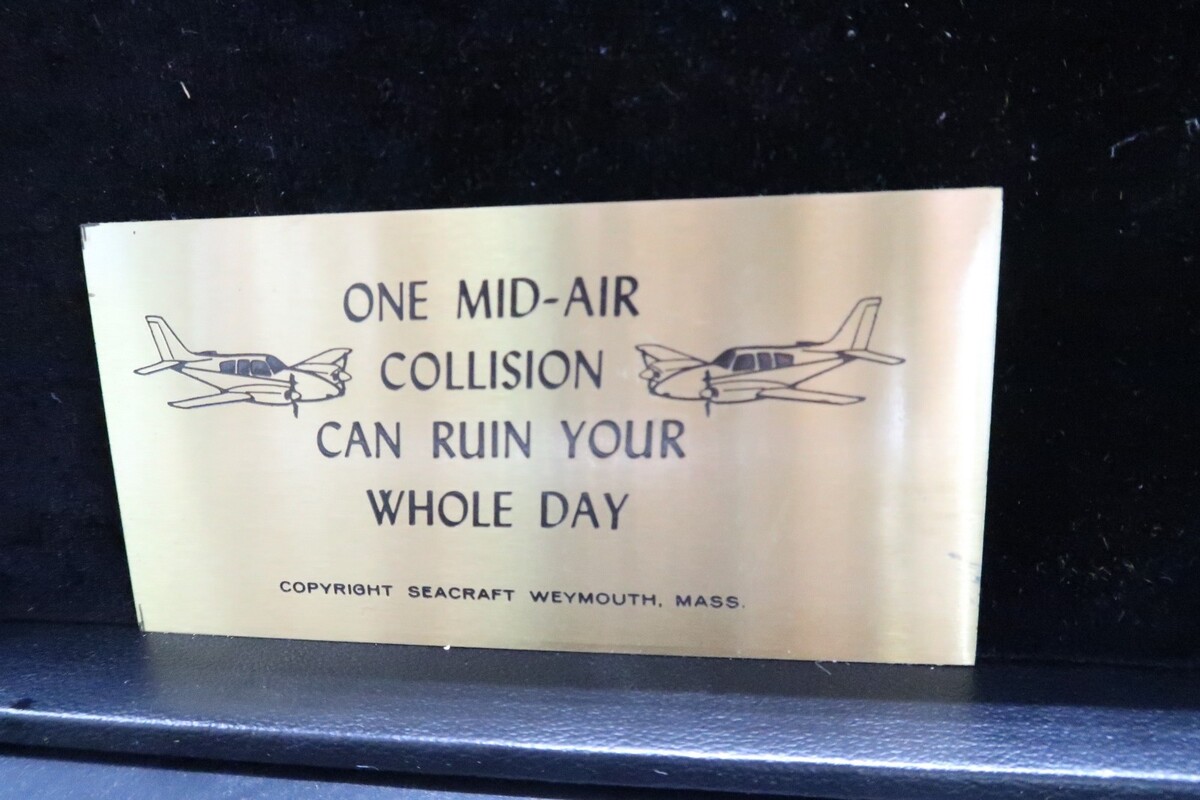 ONE MID-AIR
COLLISION
CAN RUIN YOUR
WHOLE DAY
COPYRIGHT SEACRAFT WEYMOUTH, MASS.